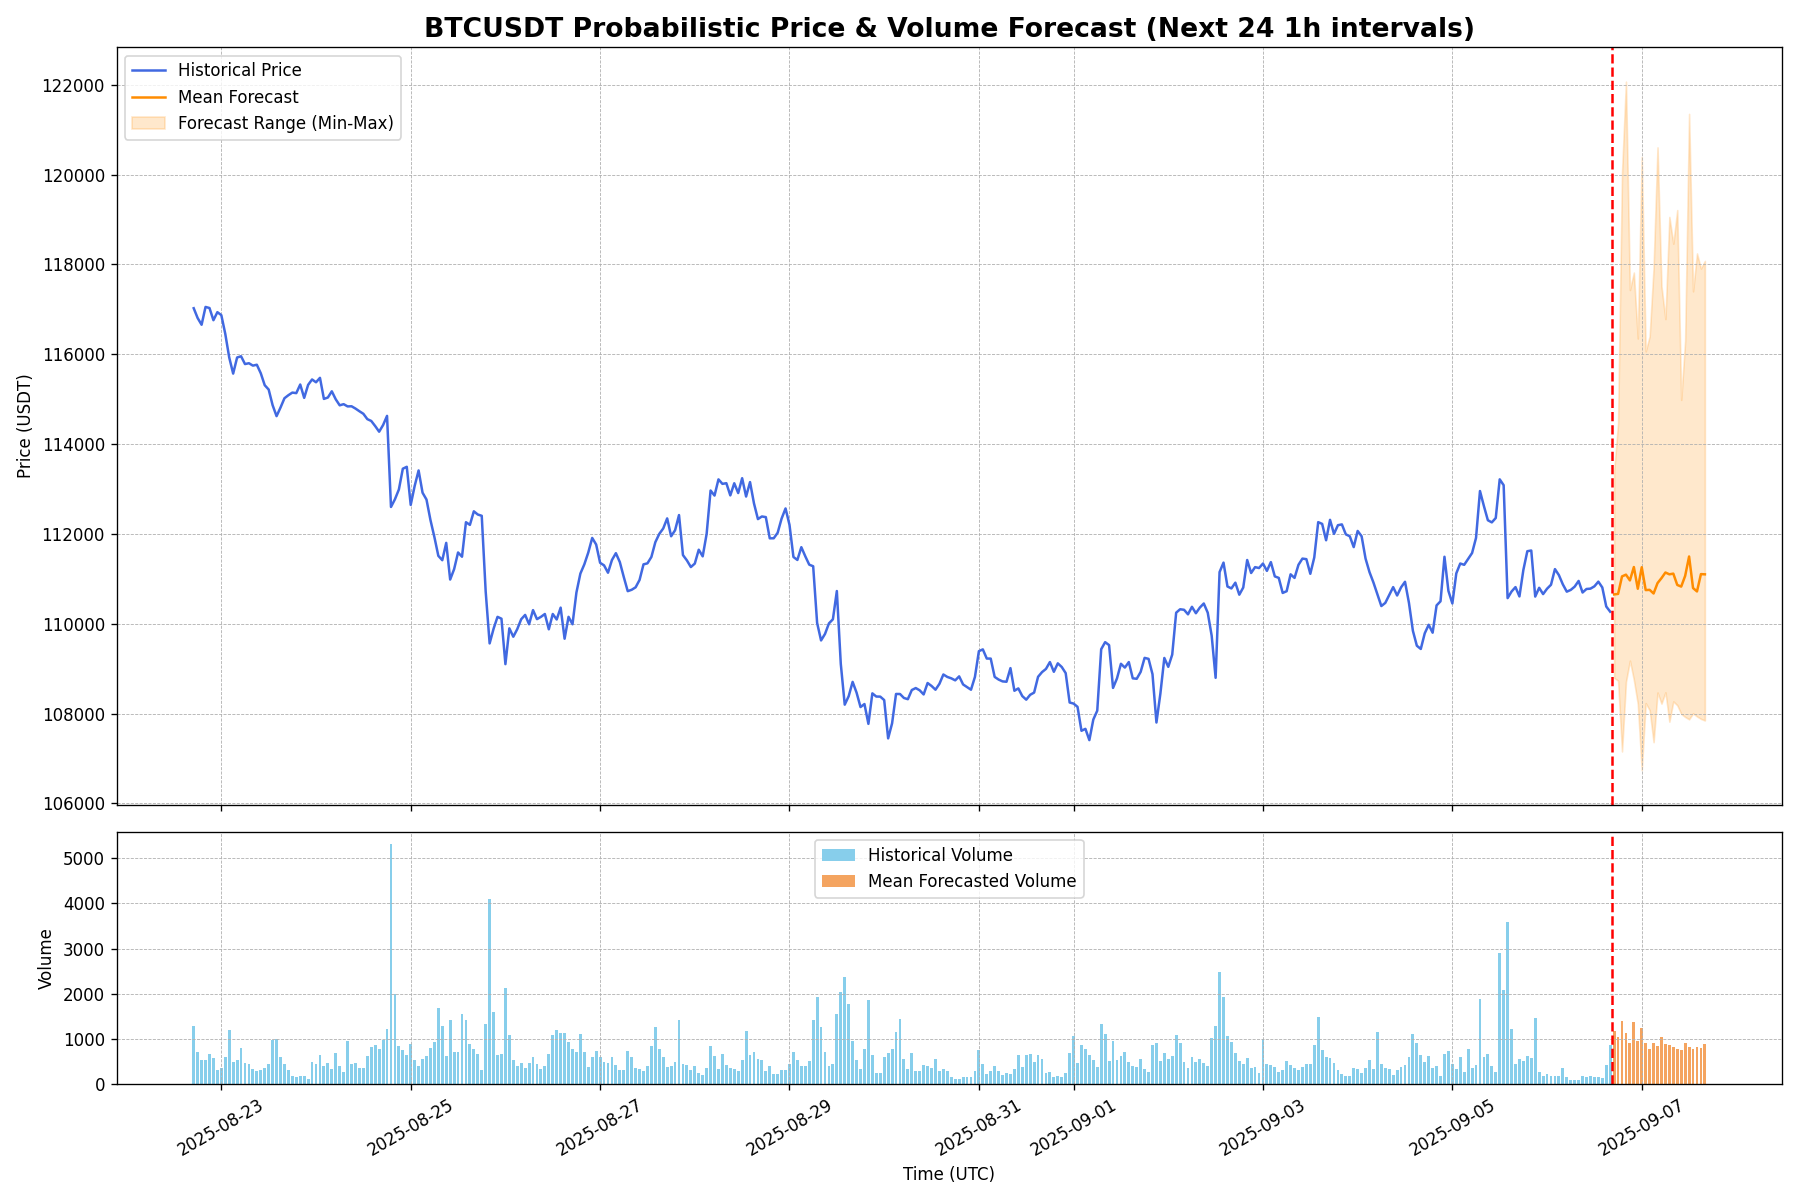 BTCUSDT Probabilistic Price & Volume Forecast (Next 24 1h intervals)
Historical Price
Mean Forecast
Forecast Range (Min-Max)
Price (USDT)
122000
120000
118000
116000
114000
112000
110000
108000
106000
Historical Volume
Mean Forecasted Volume
Volume
5000
4000
3000
2000
1000
0
2025-08-23
2025-08-25
2025-08-27
2025-08-29
2025-08-31
2025-09-01
2025-09-03
2025-09-05
2025-09-07
Time (UTC)